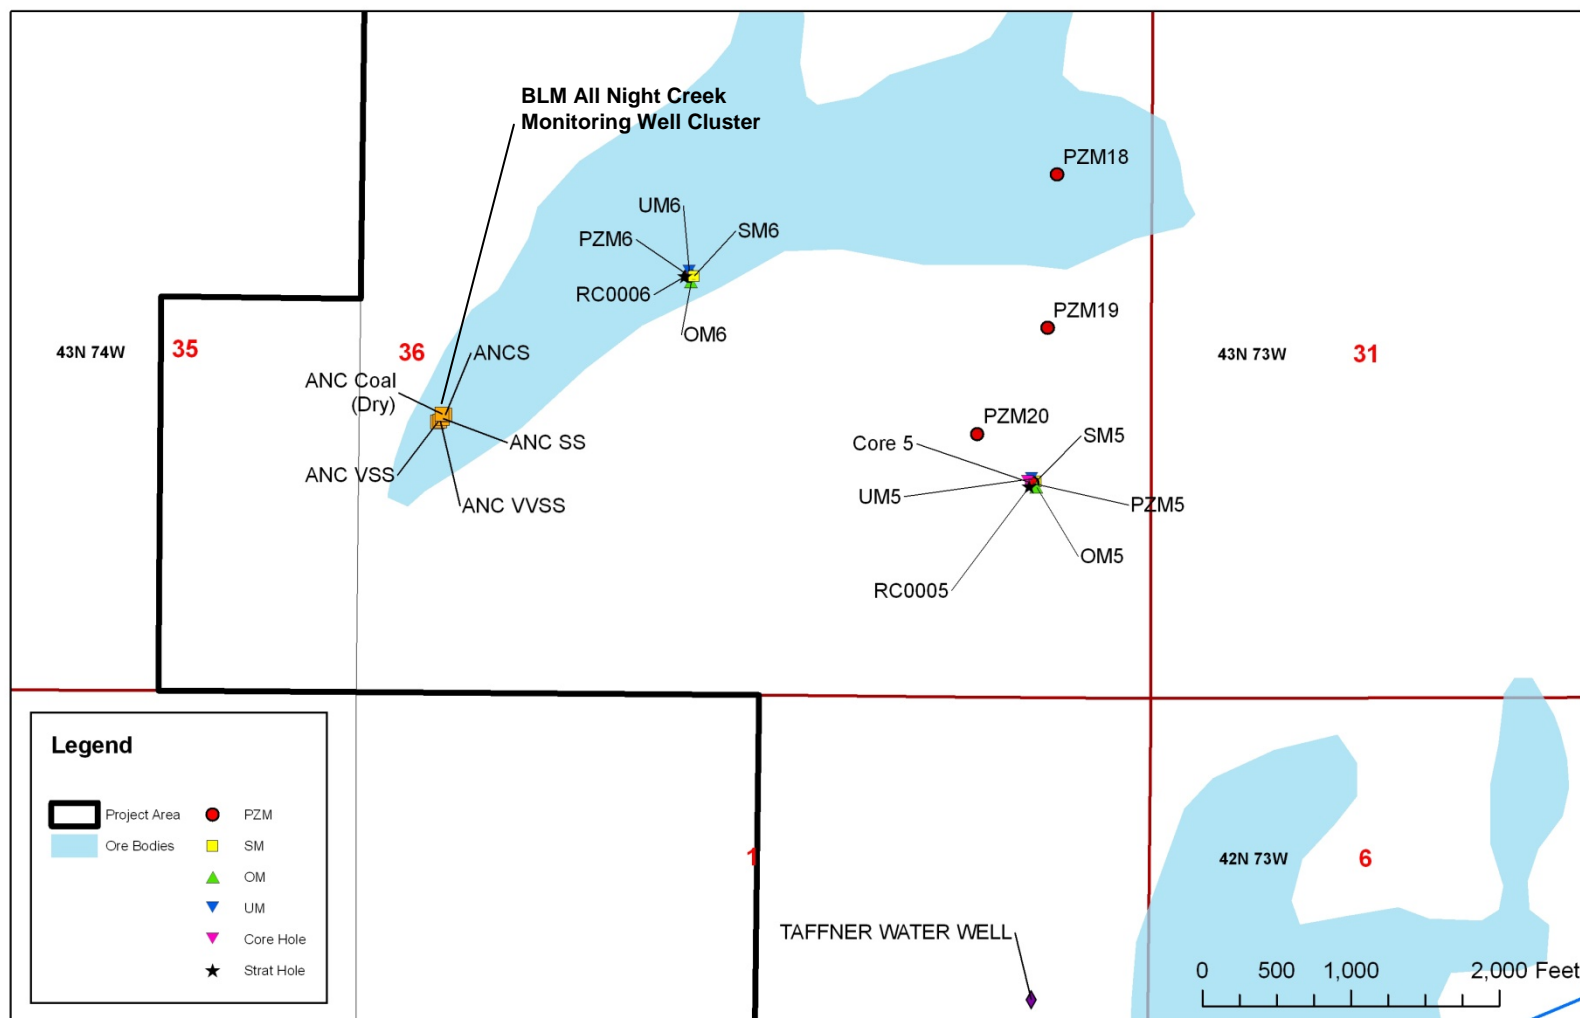 BLM All Night Creek
Monitoring Well Cluster
PZM18
UM6
SM6
PZM6
RC0006
OM6
PZM19
43N 74W
35
36
ANCS
43N 73W
31
ANC Coal
(Dry)
ANC SS
ANC VSS
ANC VVSS
PZM20
Core 5
SM5
UM5
PZM5
OM5
RC0005
Legend
Project Area
Ore Bodies
PZM
SM
OM
UM
Core Hole
Strat Hole
1
42N 73W
6
TAFFNER WATER WELL
0 500 1,000 2,000 Feet